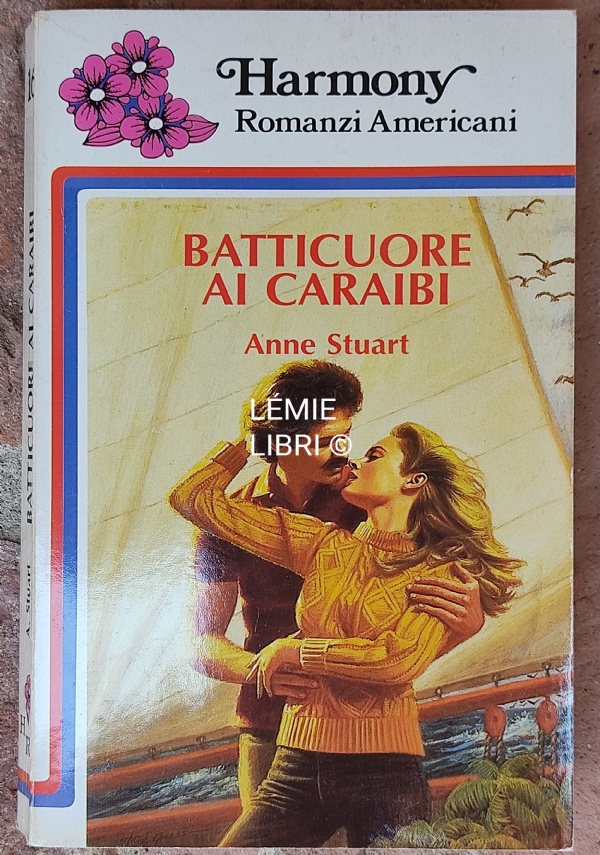 Harmony
Romanzi Americani
BATTICUORE
AI CARAIBI
Anne Stuart
LÉMIE
LIBRI ©
BATTICUORE AI CARAIBI
A. Stuart
H
R